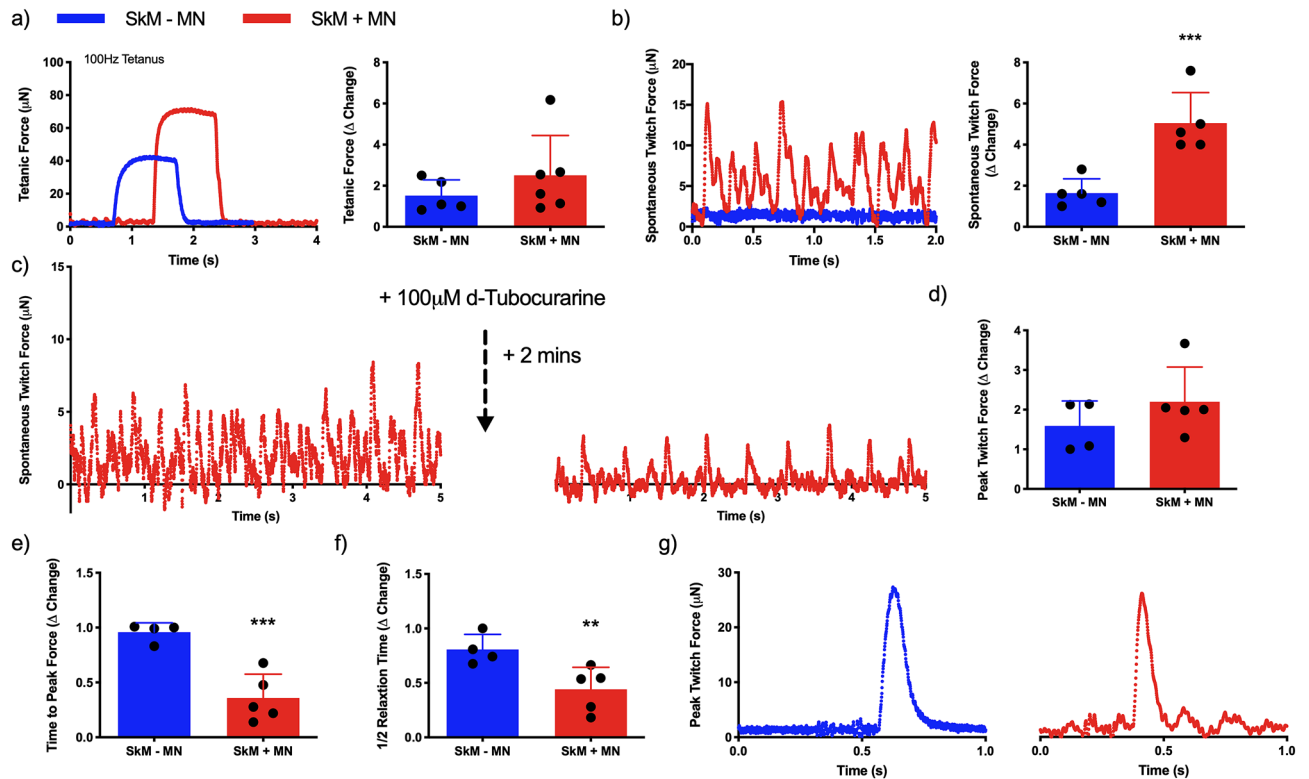 a) SkM - MN SkM + MN b)
100Hz Tetanus
Tetanic Force (µN)
100
80
60
40
20
0
0 1 2 3 4
Time (s)
Tetanic Force (Δ Change)
8
6
4
2
0
SkM - MN SkM + MN
Spontaneous Twitch Force (µN)
20
15
10
5
0
0.0 0.5 1.0 1.5 2.0
Time (s)
Spontaneous Twitch Force
(Δ Change)
***
8
6
4
2
0
SkM - MN SkM + MN
c)
Spontaneous Twitch Force (µN)
15
10
5
0
1 2 3 4 5
Time (s)
+ 100µM d-Tubocurarine
+ 2 mins
1 2 3 4 5
Time (s)
d)
Peak Twitch Force (Δ Change)
4
3
2
1
0
SkM - MN SkM + MN
e)
Time to Peak Force (Δ Change)
1.5
1.0
0.5
0.0
***
SkM - MN SkM + MN
f)
1/2 Relaxtion Time (Δ Change)
1.5
1.0
0.5
0.0
**
SkM - MN SkM + MN
g)
Peak Twitch Force (µN)
30
20
10
0
0.0 0.5 1.0
Time (s)
0.0 0.5 1.0
Time (s)